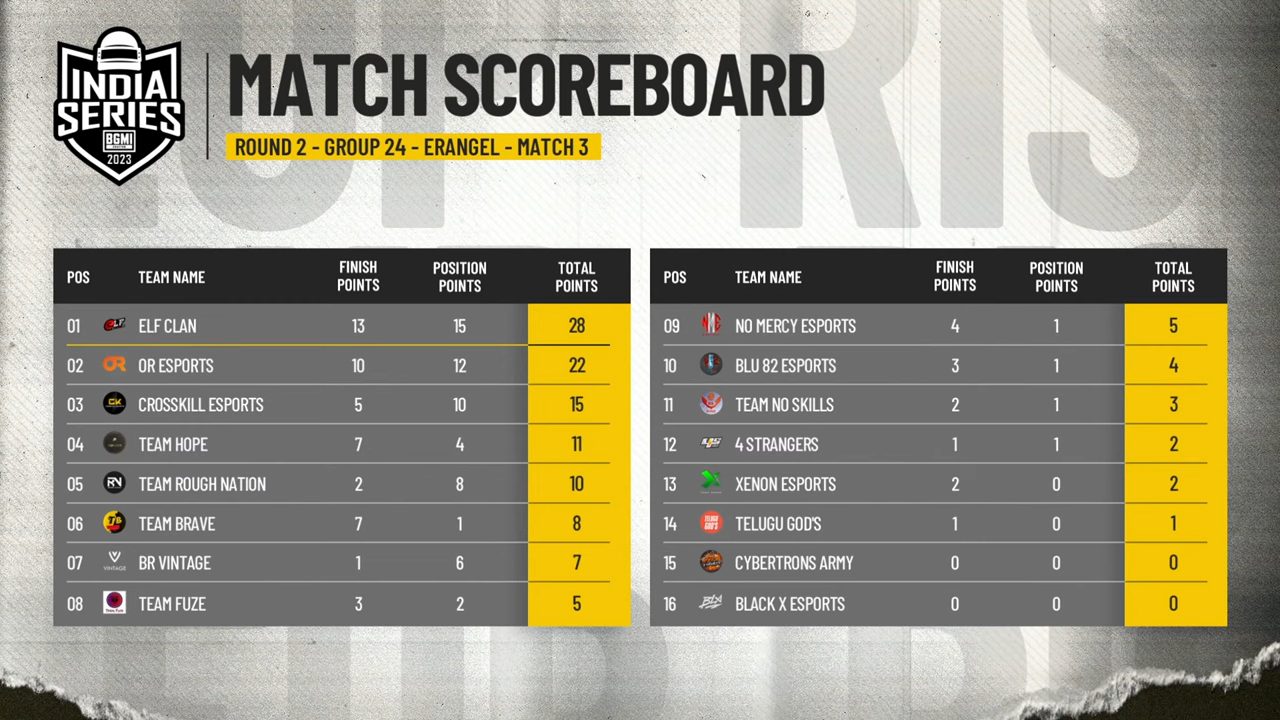 INDIA
SERIES
BGMI
2023
MATCH SCOREBOARD
ROUND 2 - GROUP 24 - ERANGEL - MATCH 3
POS TEAM NAME FINISH POINTS POSITION POINTS TOTAL POINTS
01 ELF CLAN 13 15 28
02 OR ESPORTS 10 12 22
03 CROSSKILL ESPORTS 5 10 15
04 TEAM HOPE 7 4 11
05 TEAM ROUGH NATION 2 8 10
06 TEAM BRAVE 7 1 8
07 VINTAGE BR VINTAGE 1 6 7
08 TEAM FUZE 3 2 5
POS TEAM NAME FINISH POINTS POSITION POINTS TOTAL POINTS
09 NO MERCY ESPORTS 4 1 5
10 BLU 82 ESPORTS 3 1 4
11 TEAM NO SKILLS 2 1 3
12 4 STRANGERS 1 1 2
13 XENON ESPORTS 2 0 2
14 TELUGU GOD'S 1 0 1
15 CYBERTRONS ARMY 0 0 0
16 BLACK X ESPORTS 0 0 0